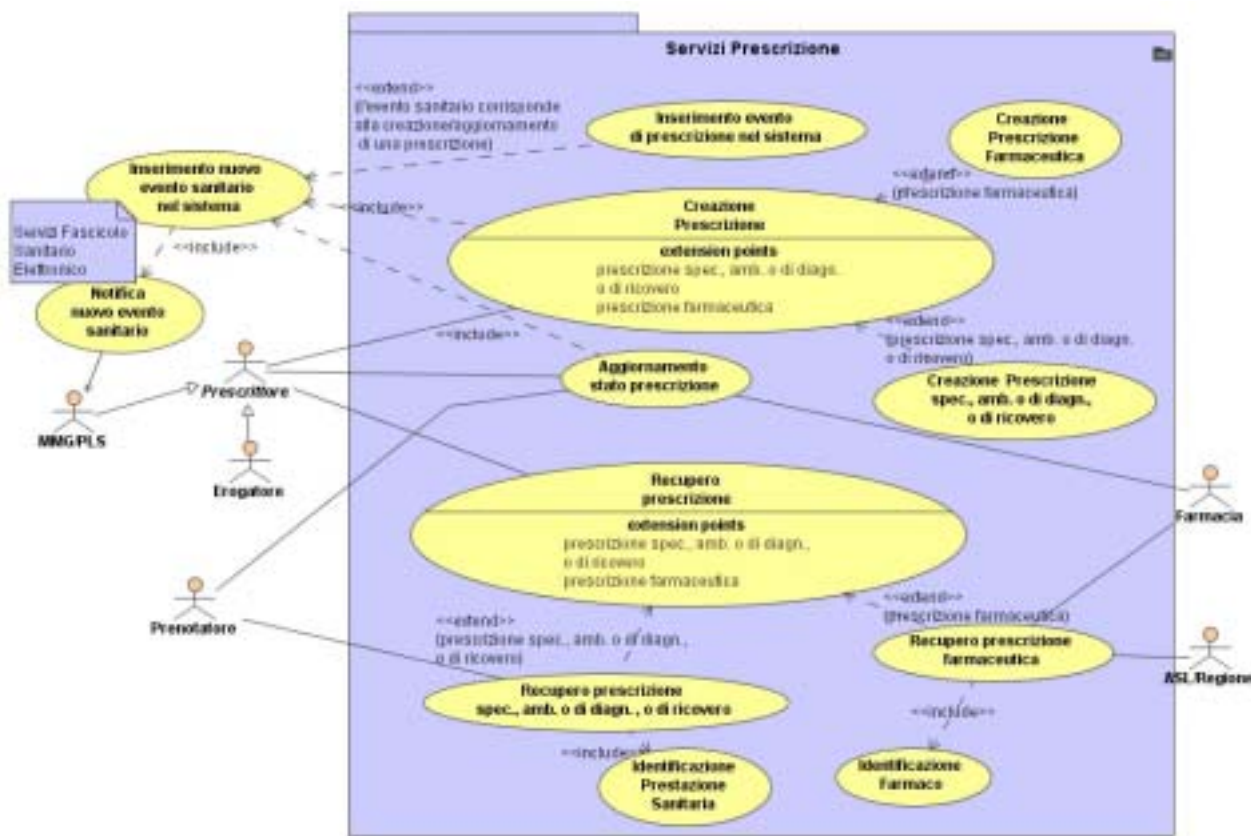 Servizi Prescrizione
<<extend>>
(l'evento sanitario corrisponde
alla creazione/aggiornamento
di una prescrizione)
Inserimento evento
di prescrizione nel sistema
Creazione
Prescrizione
Farmaceutica
Inserimento nuovo
evento sanitario
nel sistema
<<extend>>
(prescrizione farmaceutica)
<<include>>
Creazione
Prescrizione
extension points
prescrizione spec., amb. o di diagn.
o di ricovero
prescrizione farmaceutica
Servizi Fascicolo
Sanitario
Elettronico
<<include>>
Notifica
nuovo evento
sanitario
<<include>>
<<extend>>
(prescrizione spec., amb. o di diagn.
o di ricovero)
Aggiornamento
stato prescrizione
Creazione Prescrizione
spec., amb. o di diagn.,
o di ricovero
Prescrittore
MMG/PLS
Erogatore
Recupero
prescrizione
extension points
prescrizione spec., amb. o di diagn.,
o di ricovero
prescrizione farmaceutica
Farmacia
Prenotatore
<<extend>>
(prescrizione spec., amb. o di diagn.,
o di ricovero)
<<extend>>
(prescrizione farmaceutica)
Recupero prescrizione
farmaceutica
ASL/Regione
Recupero prescrizione
spec., amb. o di diagn. , o di ricovero
<<include>>
<<include>>
Identificazione
Prestazione
Sanitaria
Identificazione
Farmaco